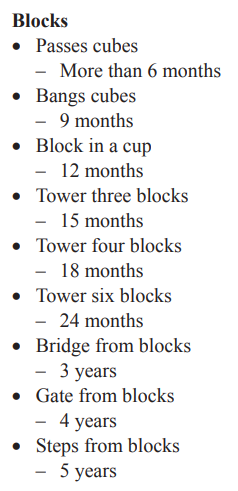 Blocks
• Passes cubes
– More than 6 months
• Bangs cubes
– 9 months
• Block in a cup
– 12 months
• Tower three blocks
– 15 months
• Tower four blocks
– 18 months
• Tower six blocks
– 24 months
• Bridge from blocks
– 3 years
• Gate from blocks
– 4 years
• Steps from blocks
– 5 years